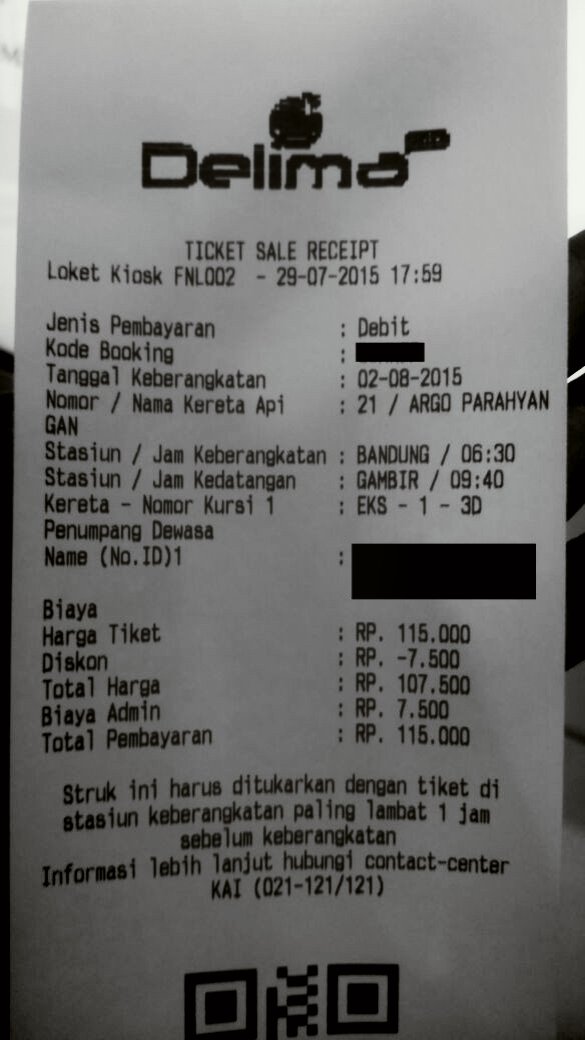 Delima
TICKET SALE RECEIPT
Loket Kiosk FNL002 - 29-07-2015 17:59
Jenis Pembayaran : Debit
Kode Booking :
Tanggal Keberangkatan : 02-08-2015
Nomor / Nama Kereta Api : 21 / ARGO PARAHYAN
GAN
Stasiun / Jam Keberangkatan : BANDUNG / 06:30
Stasiun / Jam Kedatangan : GAMBIR / 09:40
Kereta - Nomor Kursi 1 : EKS - 1 - 3D
Penumpang Dewasa
Name (No.ID)1 :
Biaya
Harga Tiket : RP. 115.000
Diskon : RP. -7.500
Total Harga : RP. 107.500
Biaya Admin : RP. 7.500
Total Pembayaran : RP. 115.000
Struk ini harus ditukarkan dengan tiket di
stasiun keberangkatan paling lambat 1 jam
sebelum keberangkatan
Informasi lebih lanjut hubungi contact-center
KAI (021-121/121)